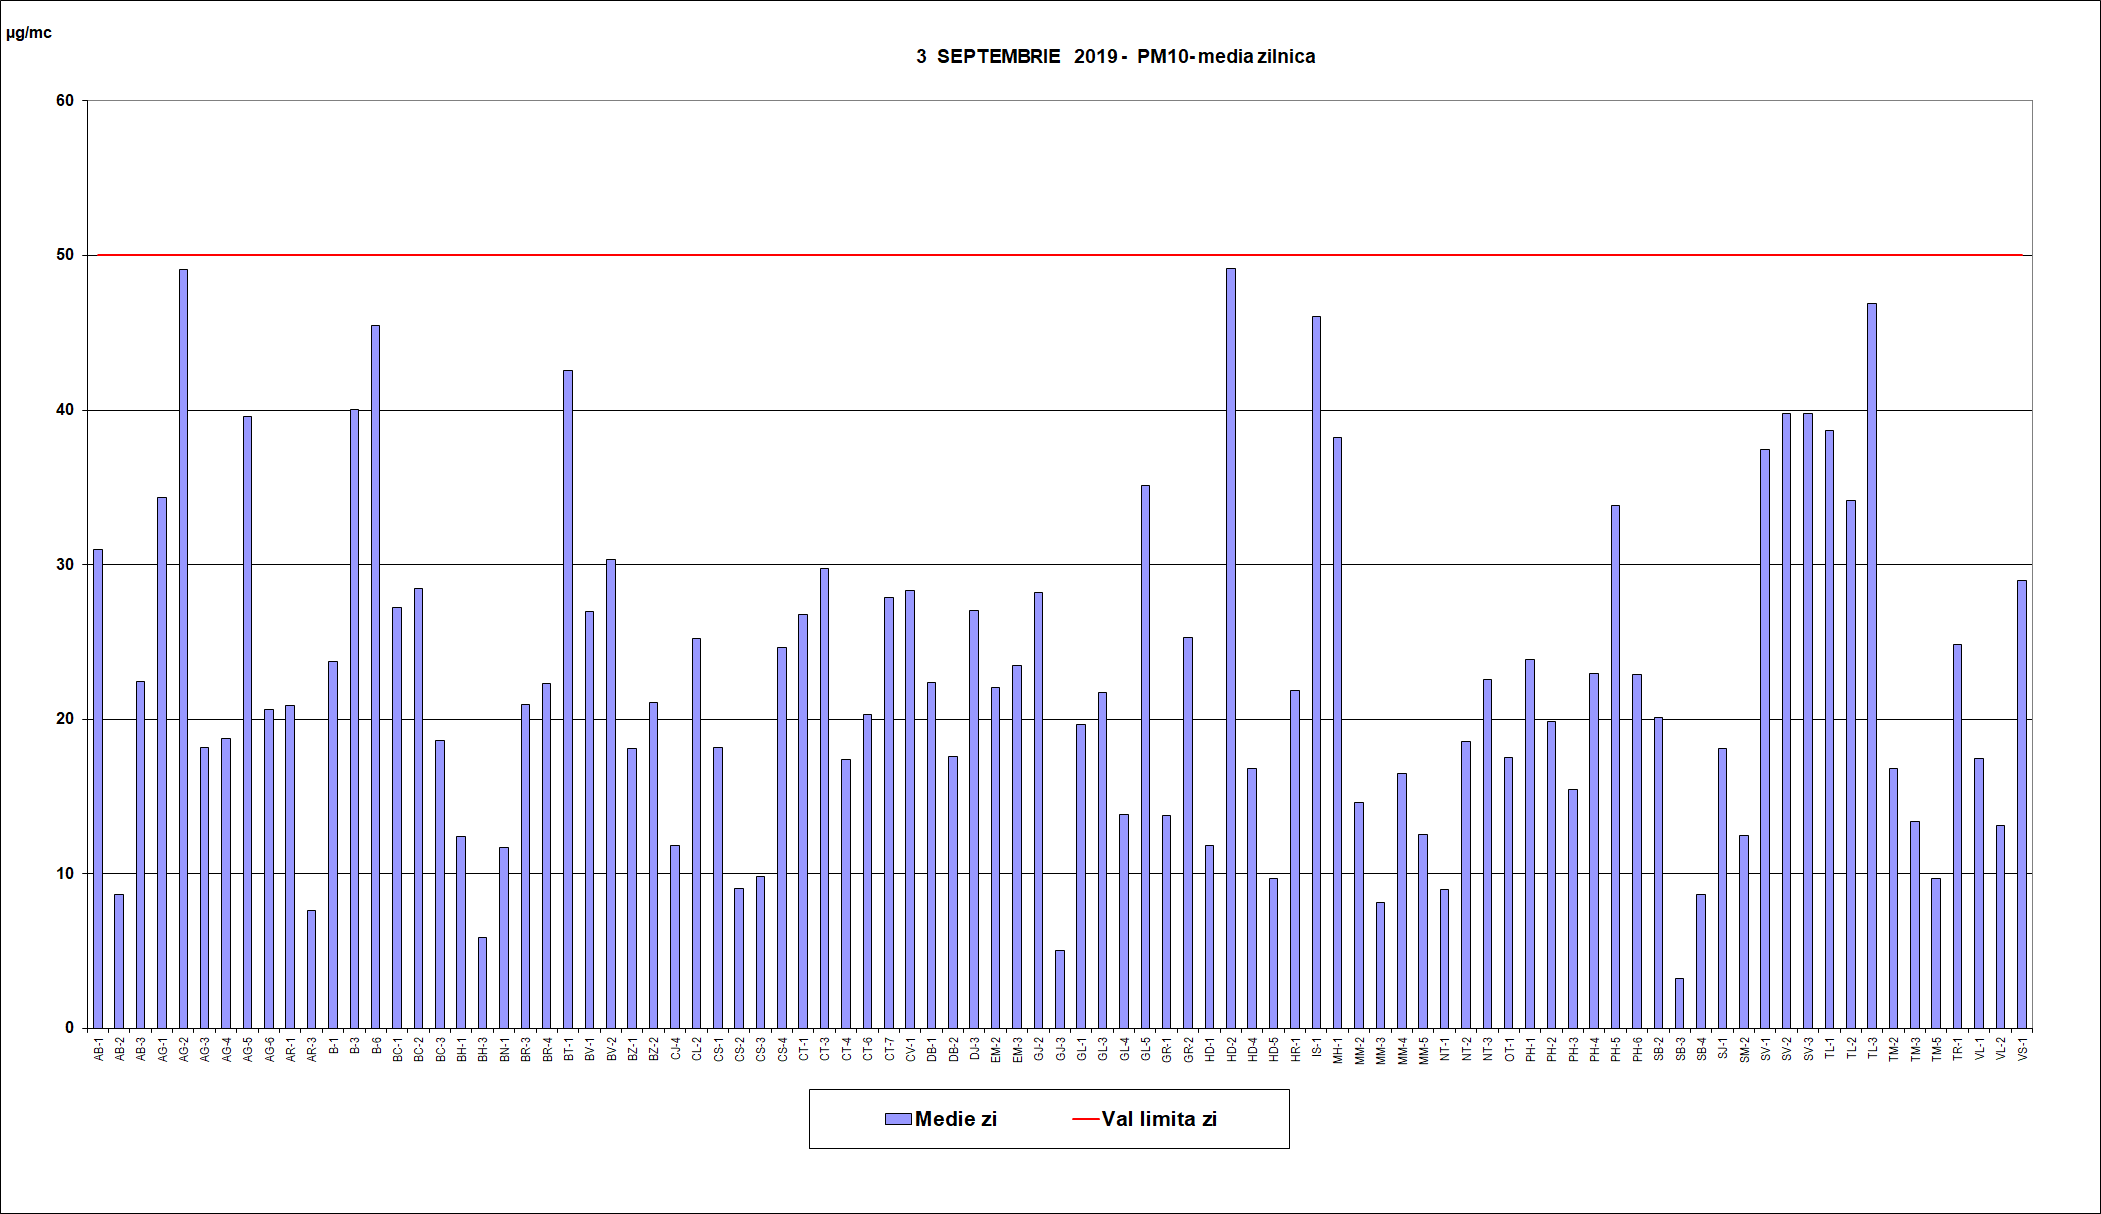 µg/mc
3 SEPTEMBRIE 2019 - PM10- media zilnica
60
50
40
30
20
10
0
AB-1 AB-2 AB-3 AG-1 AG-2 AG-3 AG-4 AG-5 AG-6 AR-1 AR-3 B-1 B-3 B-6 BC-1 BC-2 BC-3 BH-1 BH-3 BN-1 BR-3 BR-4 BT-1 BV-1 BV-2 BZ-1 BZ-2 CJ-4 CL-2 CS-1 CS-2 CS-3 CS-4 CT-1 CT-3 CT-4 CT-6 CT-7 CV-1 DB-1 DB-2 DJ-3 EM-2 EM-3 GJ-2 GJ-3 GL-1 GL-3 GL-4 GL-5 GR-1 GR-2 HD-1 HD-2 HD-4 HD-5 HR-1 IS-1 MH-1 MM-2 MM-3 MM-4 MM-5 NT-1 NT-2 NT-3 OT-1 PH-1 PH-2 PH-3 PH-4 PH-5 PH-6 SB-2 SB-3 SB-4 SJ-1 SM-2 SV-1 SV-2 SV-3 TL-1 TL-2 TL-3 TM-2 TM-3 TM-5 TR-1 VL-1 VL-2 VS-1
Medie zi Val limita zi